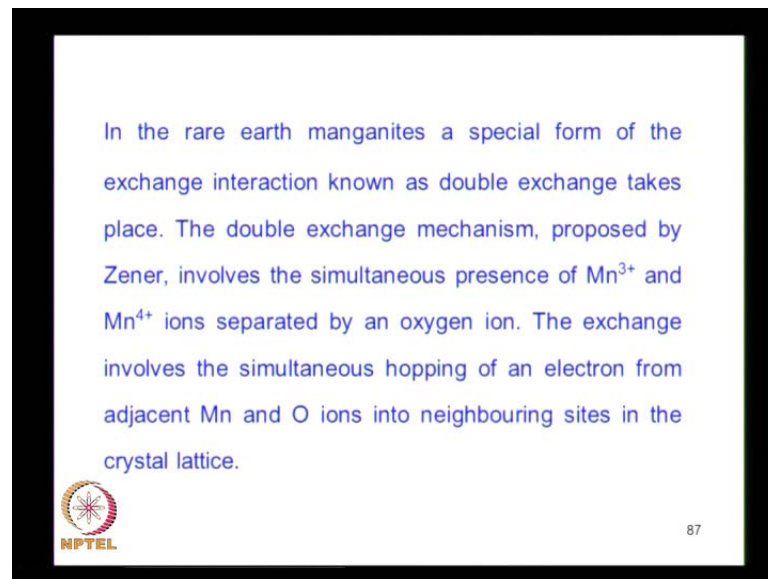 In the rare earth manganites a special form of the
exchange interaction known as double exchange takes
place. The double exchange mechanism, proposed by
Zener, involves the simultaneous presence of Mn³⁺ and
Mn⁴⁺ ions separated by an oxygen ion. The exchange
involves the simultaneous hopping of an electron from
adjacent Mn and O ions into neighbouring sites in the
crystal lattice.
NPTEL
87